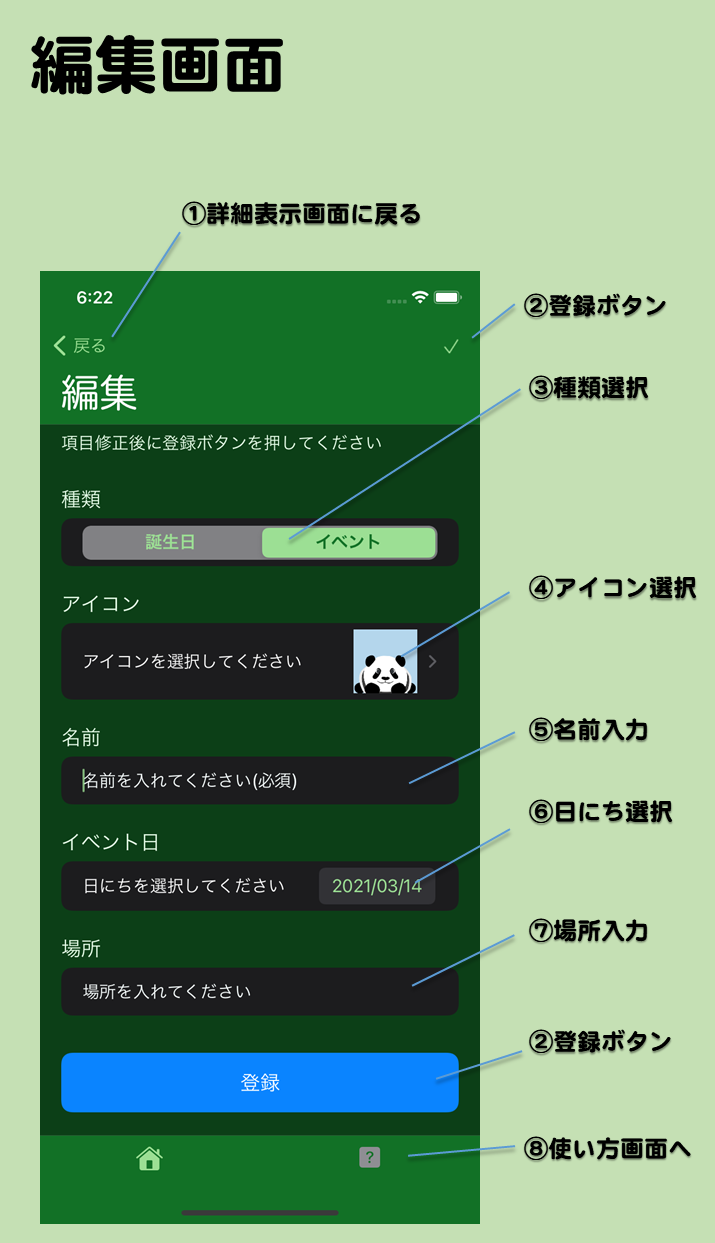 編集画面
①詳細表示画面に戻る
6:22
②登録ボタン
戻る
③種類選択
編集
項目修正後に登録ボタンを押してください
種類
誕生日 イベント
④アイコン選択
アイコン
アイコンを選択してください
⑤名前入力
名前
名前を入れてください(必須)
⑥日にち選択
イベント日
日にちを選択してください 2021/03/14
⑦場所入力
場所
場所を入れてください
②登録ボタン
登録
⑧使い方画面へ
?